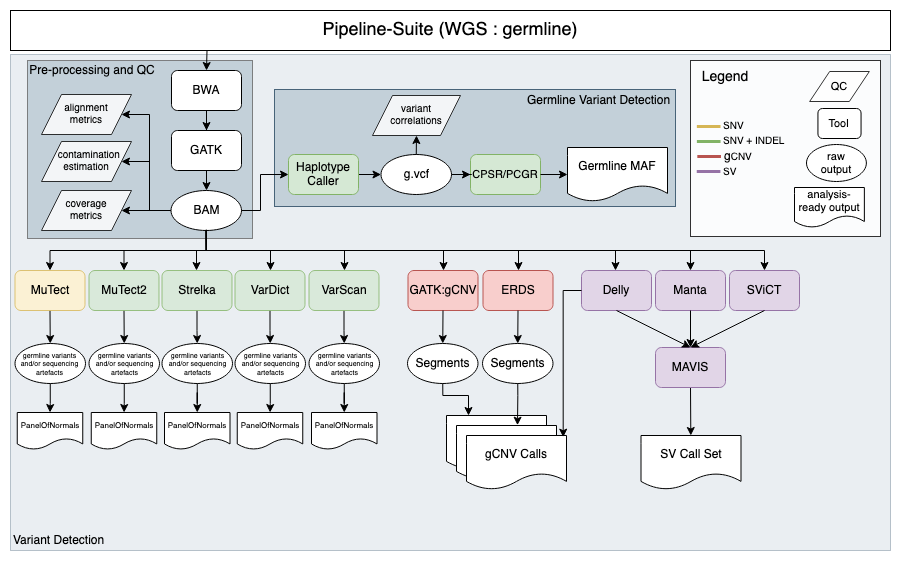 Pipeline-Suite (WGS : germline)
Pre-processing and QC
BWA
GATK
BAM
alignment
metrics
contamination
estimation
coverage
metrics
Germline Variant Detection
variant
correlations
Haplotype
Caller
g.vcf
CPSR/PCGR
Germline MAF
Legend
SNV
SNV + INDEL
gCNV
SV
QC
Tool
raw
output
analysis-
ready output
MuTect
MuTect2
Strelka
VarDict
VarScan
GATK:gCNV
ERDS
Delly
Manta
SViCT
germline variants
and/or sequencing
artefacts
germline variants
and/or sequencing
artefacts
germline variants
and/or sequencing
artefacts
germline variants
and/or sequencing
artefacts
germline variants
and/or sequencing
artefacts
Segments
Segments
MAVIS
PanelOfNormals
PanelOfNormals
PanelOfNormals
PanelOfNormals
PanelOfNormals
gCNV Calls
SV Call Set
Variant Detection